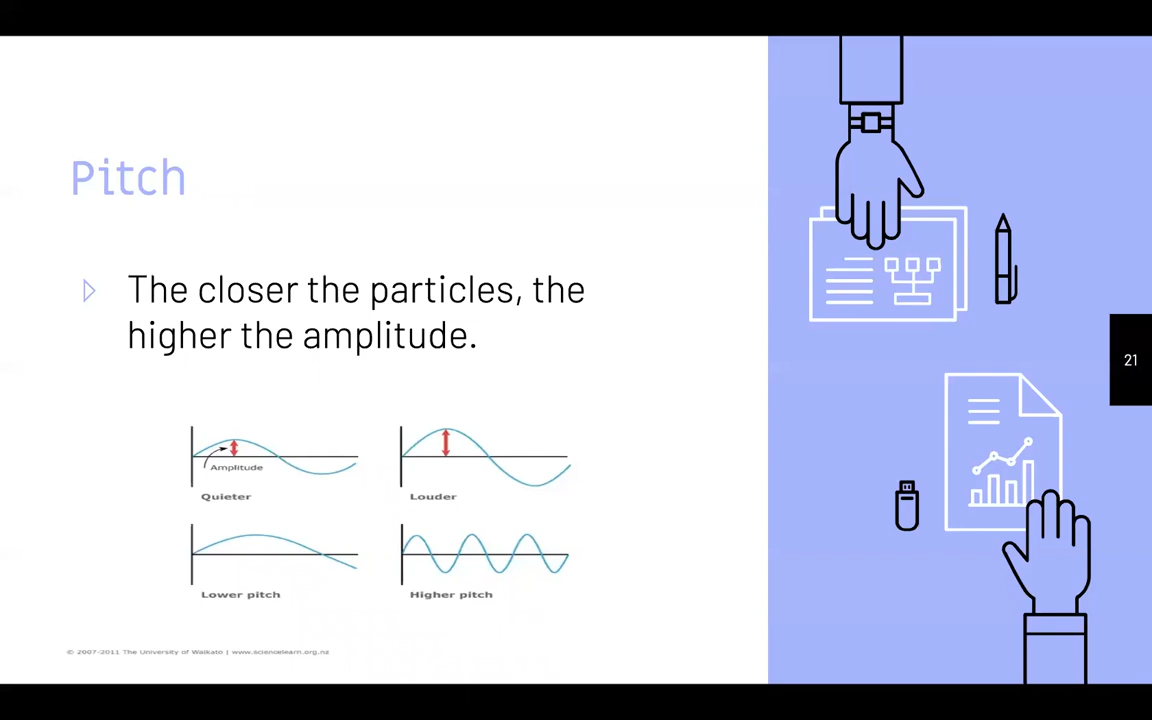 Pitch
The closer the particles, the
higher the amplitude.
21
Amplitude
Quieter
Louder
Lower pitch
Higher pitch
© 2007-2011 The University of Waikato | www.sciencelearn.org.nz